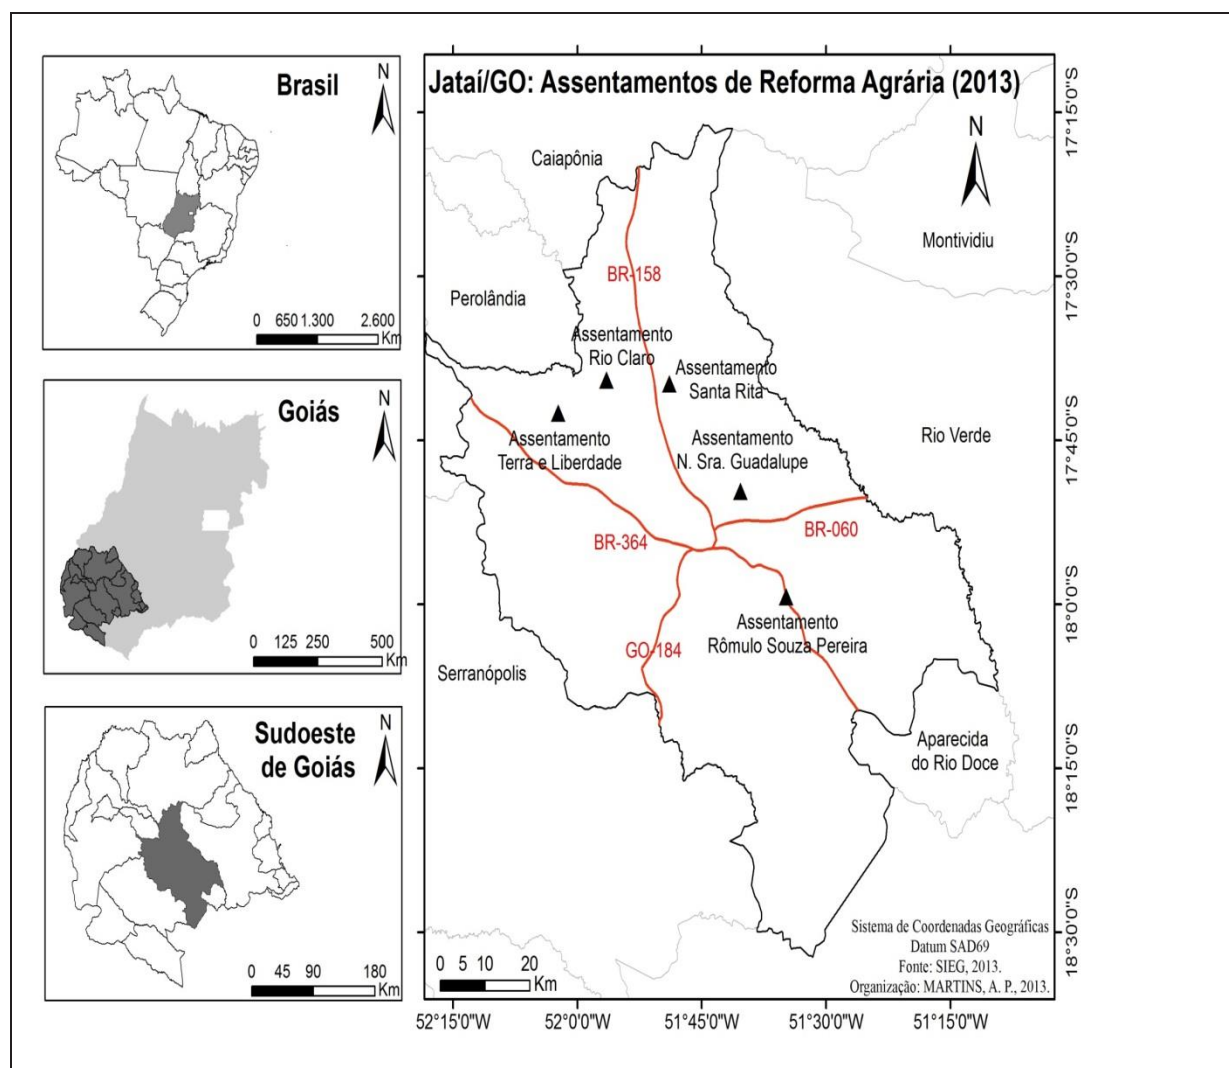 Brasil
N
0 650 1.300 2.600
Km
Goiás
N
0 125 250 500
Km
Sudoeste
de Goiás
N
0 45 90 180
Km
Jataí/GO: Assentamentos de Reforma Agrária (2013)
N
Caiapônia
Montividiu
BR-158
Perolândia
Assentamento
Rio Claro
Assentamento
Santa Rita
Assentamento
Terra e Liberdade
Assentamento
N. Sra. Guadalupe
Rio Verde
BR-364
BR-060
Assentamento
Rômulo Souza Pereira
GO-184
Serranópolis
Aparecida
do Rio Doce
Sistema de Coordenadas Geográficas
Datum SAD69
Fonte: SIEG, 2013.
Organização: MARTINS, A. P., 2013.
0 5 10 20
Km
17°15'0"S
17°30'0"S
17°45'0"S
18°0'0"S
18°15'0"S
18°30'0"S
52°15'0"W 52°0'0"W 51°45'0"W 51°30'0"W 51°15'0"W